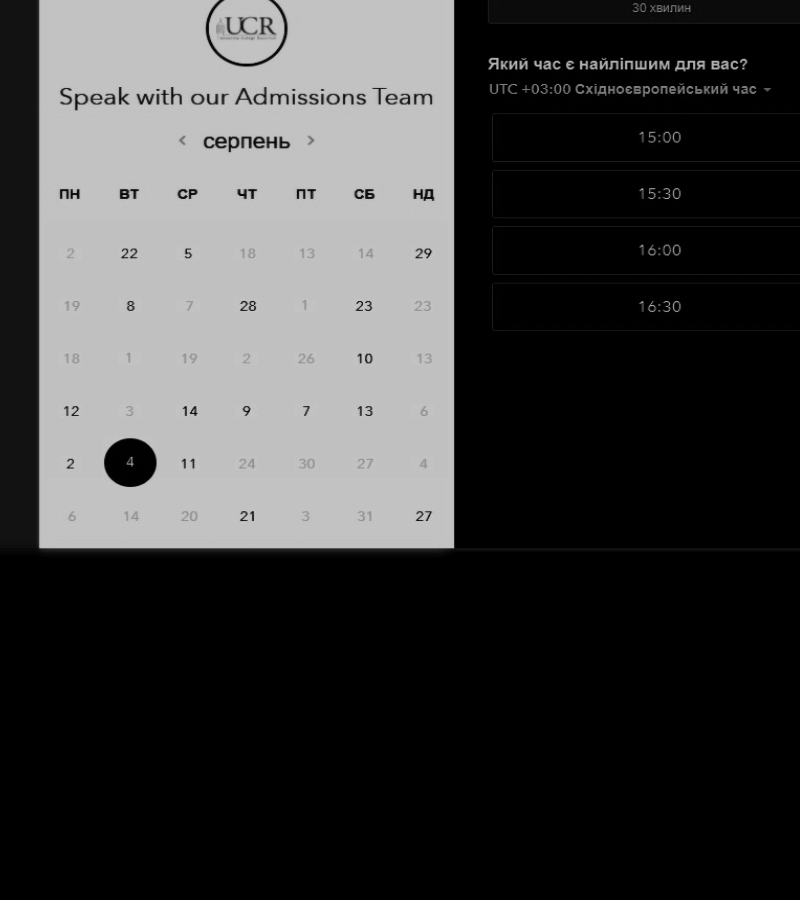 UCR
Speak with our Admissions Team
серпень
ПН ВТ СР ЧТ ПТ СБ НД
2 22 5 18 13 14 29
19 8 7 28 1 23 23
18 1 19 2 26 10 13
12 3 14 9 7 13 6
2 4 11 24 30 27 4
6 14 20 21 3 31 27
30 хвилин
Який час є найліпшим для вас?
UTC +03:00 Східноєвропейський час
15:00
15:30
16:00
16:30